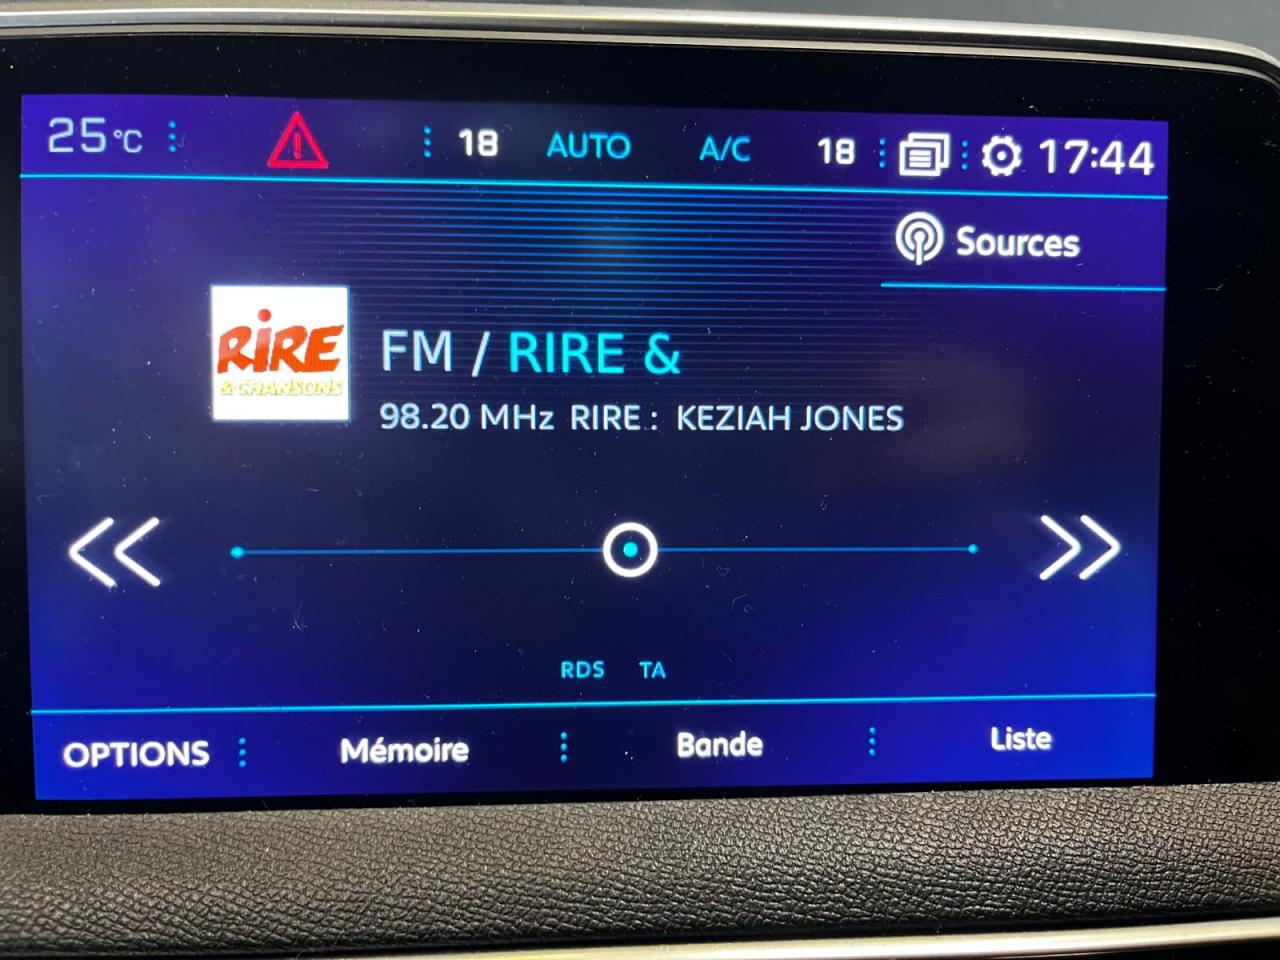 25°C 18 AUTO A/C 18 17:44
Sources
RIRE
& CHANSONS
FM / RIRE &
98.20 MHz RIRE : KEZIAH JONES
RDS TA
OPTIONS Mémoire Bande Liste